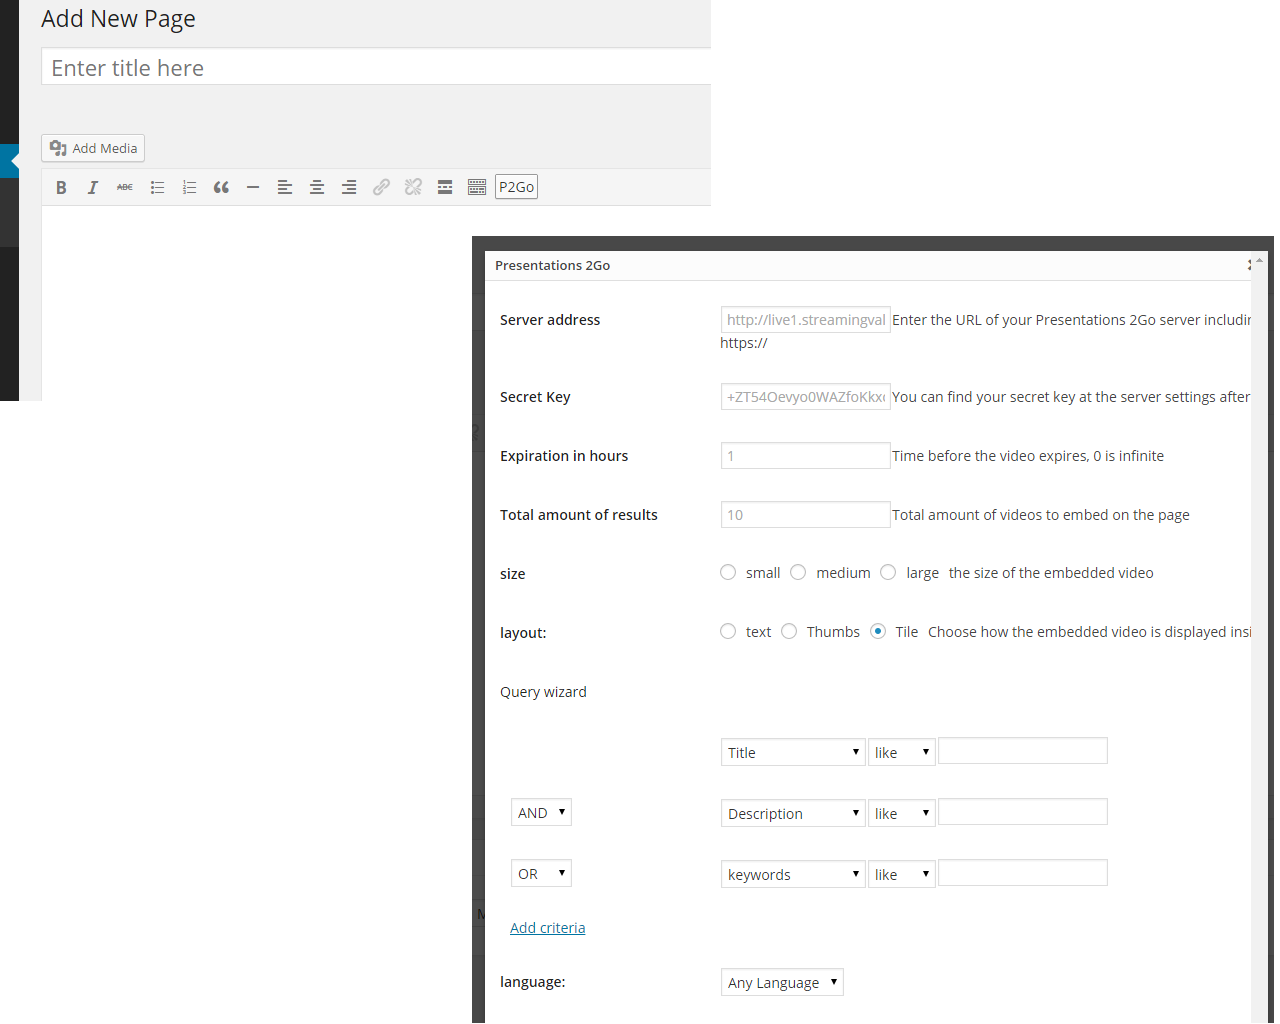 Add New Page
Enter title here
Add Media
B I ABC P2Go
Presentations 2Go
Server address http://live1.streamingval Enter the URL of your Presentations 2Go server
https://
Secret Key You can find your secret key at the server settings after
Expiration in hours 1 Time before the video expires, 0 is infinite
Total amount of results 10 Total amount of videos to embed on the page
size small medium large the size of the embedded video
layout: text Thumbs Tile Choose how the embedded video is displayed
Query wizard
Title like
AND Description like
OR keywords like
Add criteria
language: Any Language